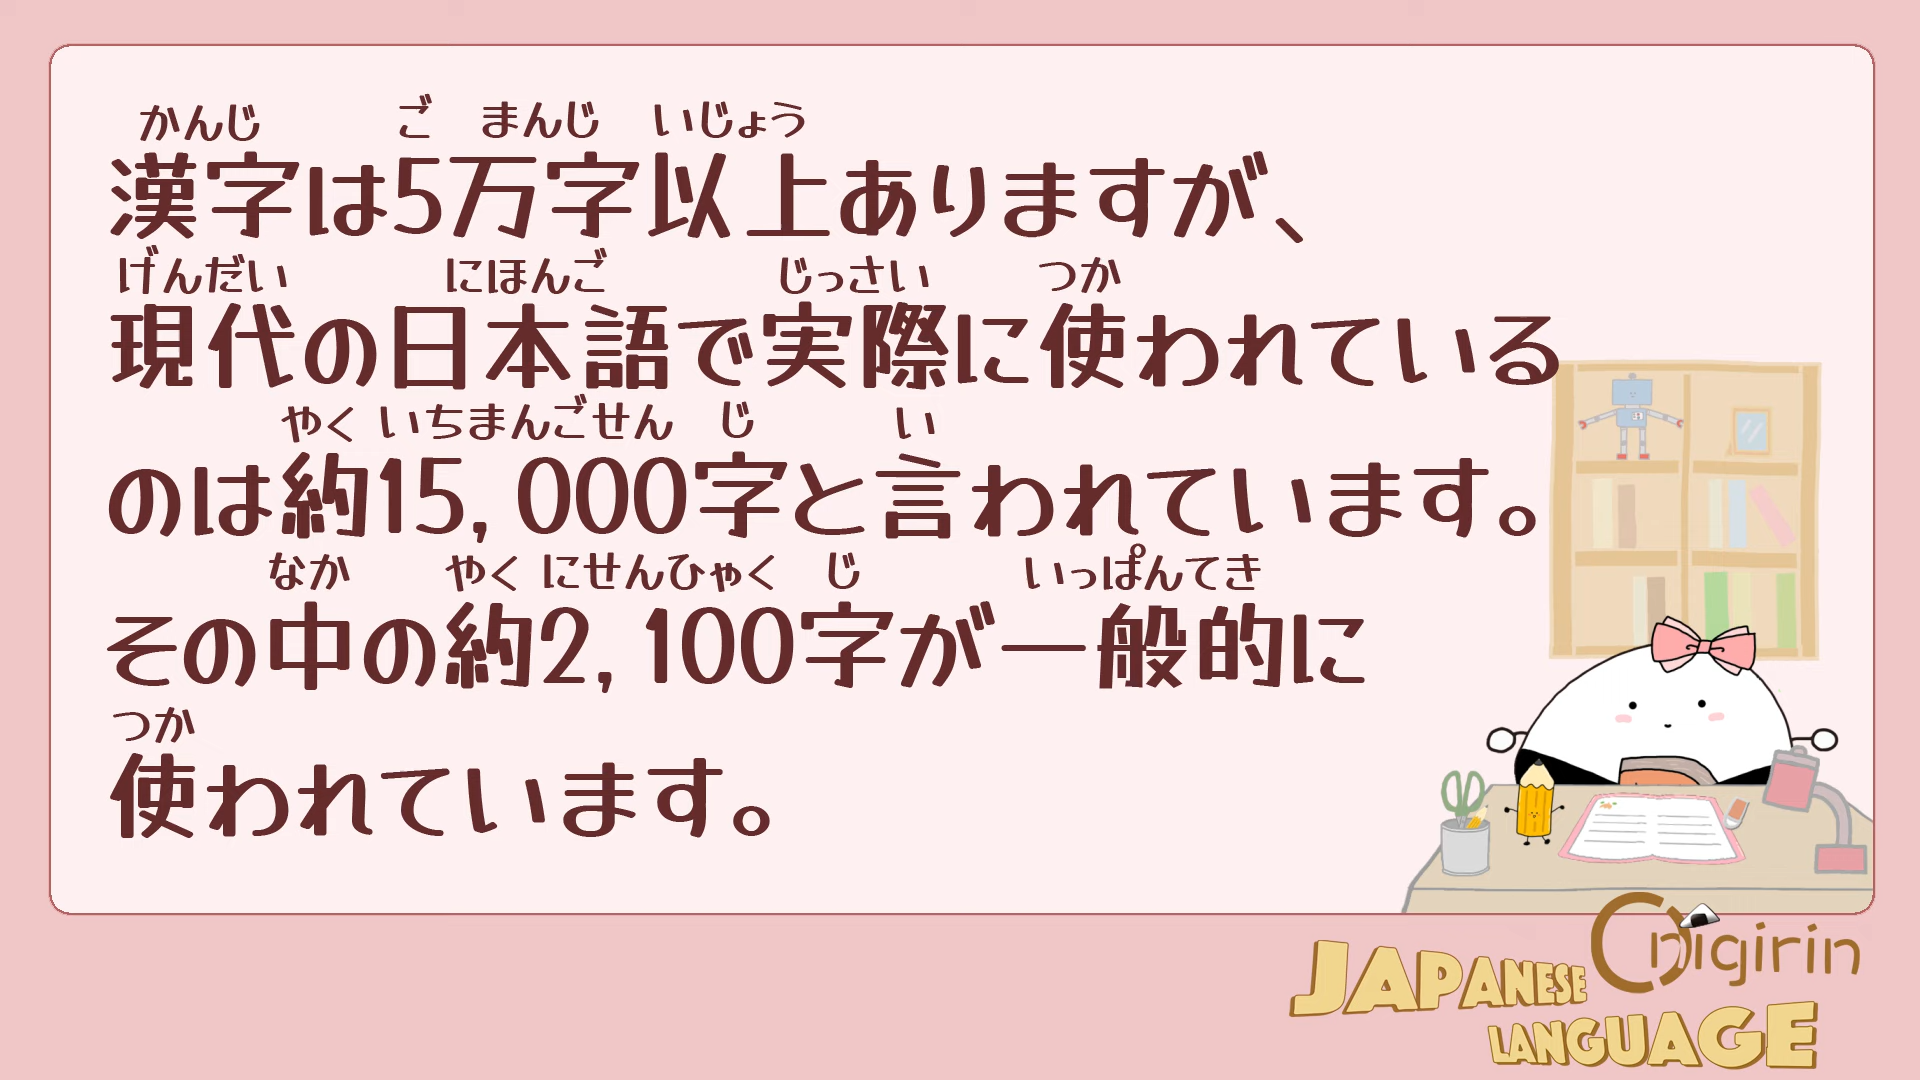 かんじ ご まんじ いじょう
漢字は5万字以上ありますが、
げんだい にほんご じっさい つか
現代の日本語で実際に使われている
やく いちまんごせん じ い
のは約15,000字と言われています。
なか やく にせんひゃく じ いっぱんてき
その中の約2,100字が一般的に
つか
使われています。
Onigirin
JAPANESE
LANGUAGE